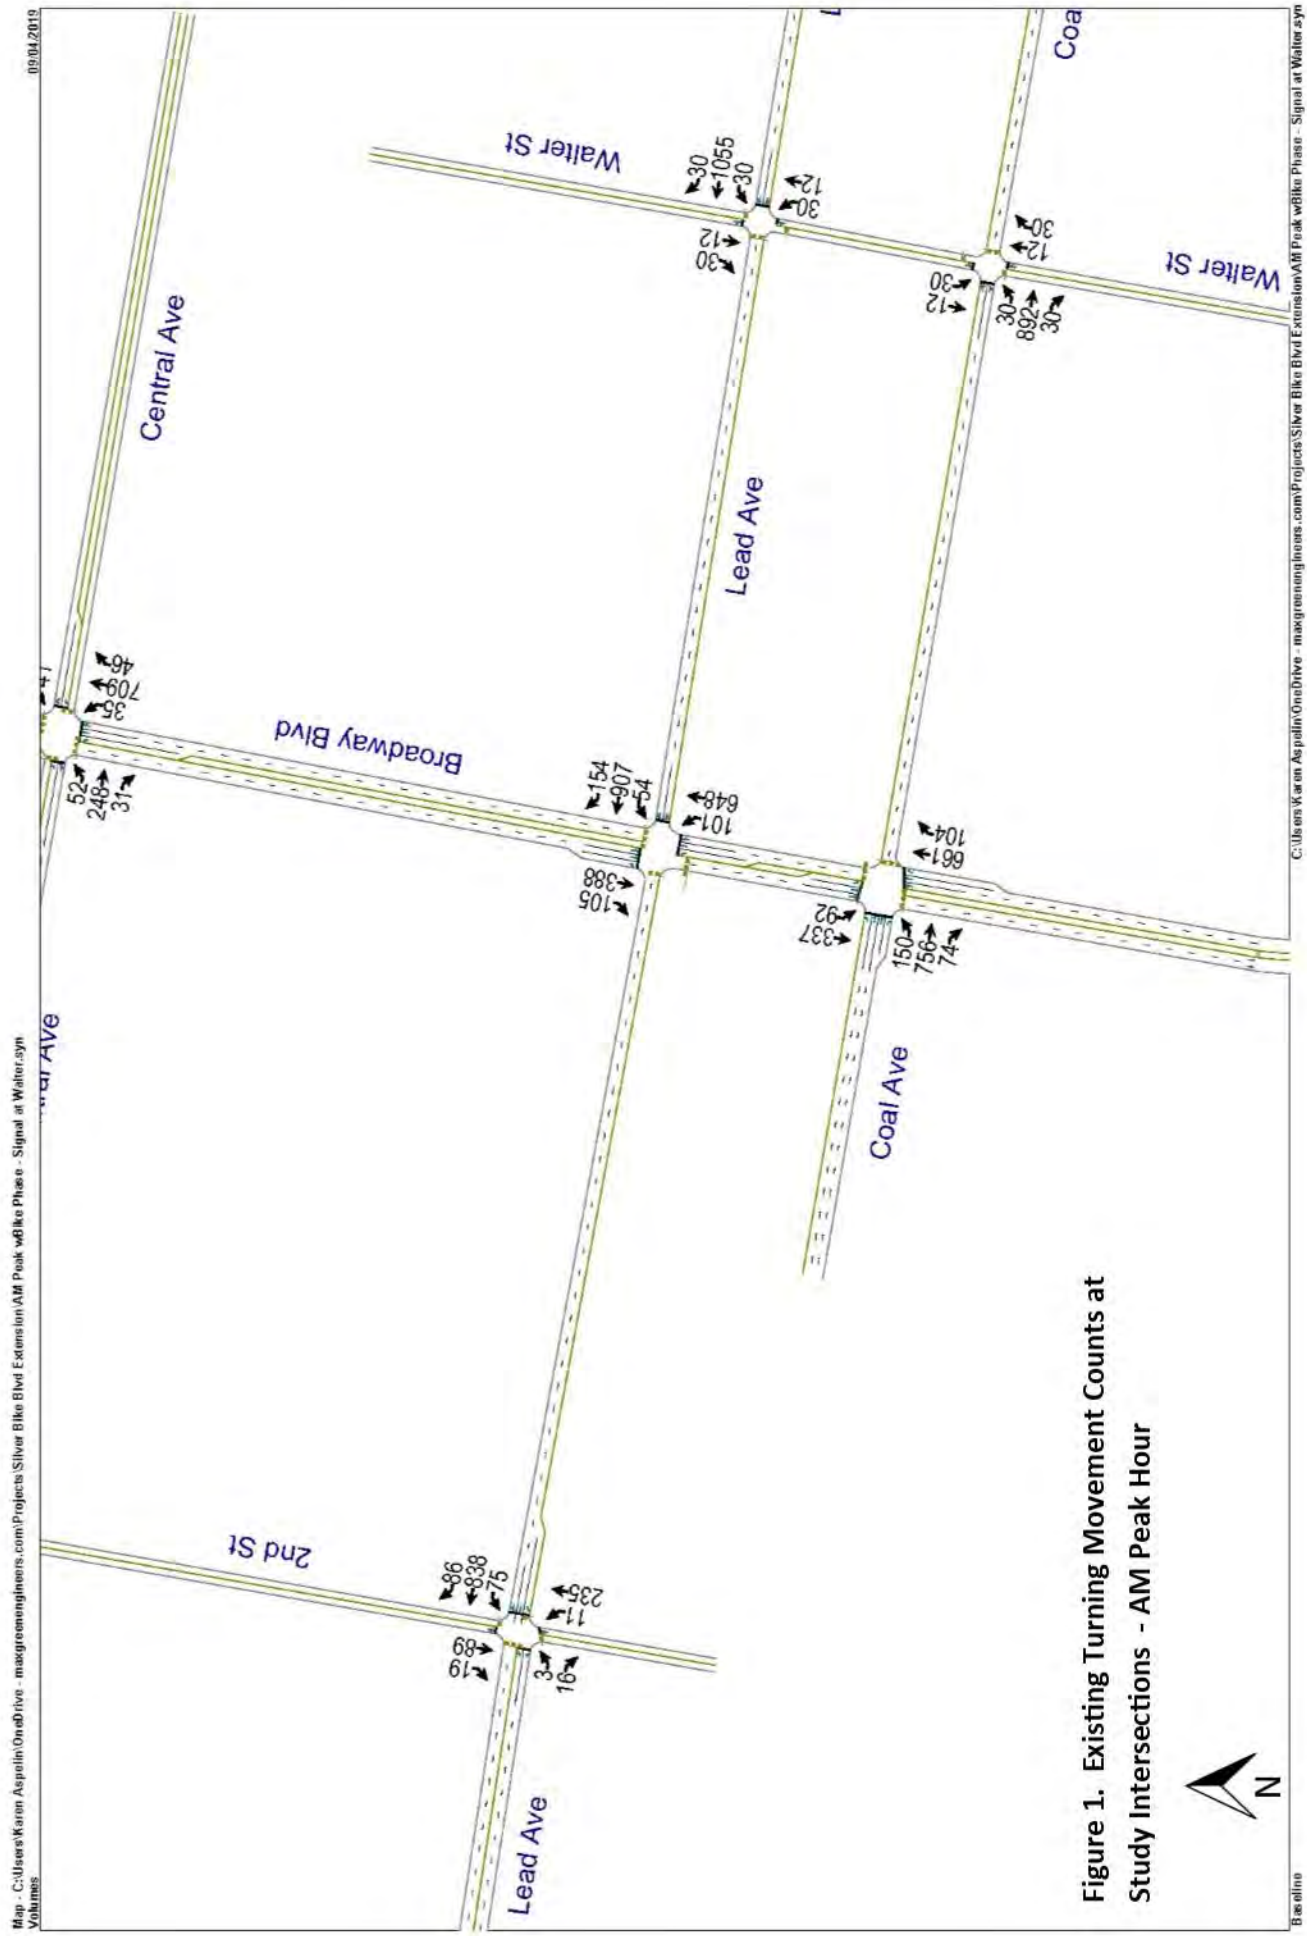 Map - C:\Users\Karen Aspelin\OneDrive - maxgreenengineers.com\Projects\Silver Bike Blvd Extension\AM Peak wBike Phase - Signal at Walter.syn
Volumes
09/04/2019
Central Ave
52
248
31
35
709
46
2nd St
Broadway Blvd
Walter St
Lead Ave
19
89
86
838
75
3
16
11
235
105
388
154
907
54
101
648
Lead Ave
30
12
30
1055
30
30
12
Coal Ave
337
92
150
756
74
661
104
12
30
30
892
30
12
30
Coa
Walter St
Figure 1. Existing Turning Movement Counts at
Study Intersections - AM Peak Hour
N
Baseline
C:\Users\Karen Aspelin\OneDrive - maxgreenengineers.com\Projects\Silver Bike Blvd Extension\AM Peak wBike Phase - Signal at Walter.syn